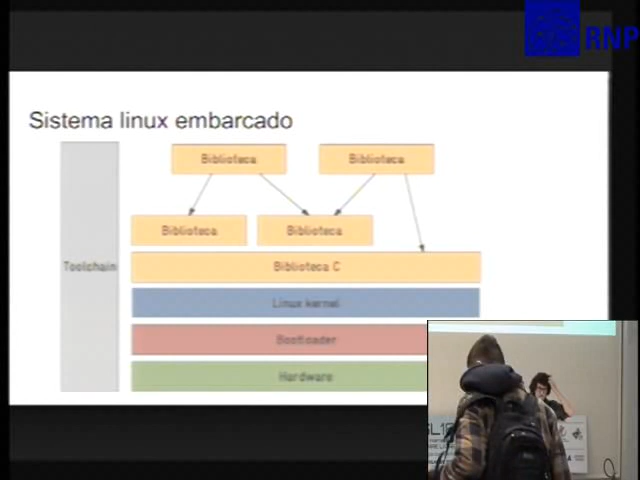 RNP
Sistema linux embarcado
Biblioteca
Biblioteca
Biblioteca
Biblioteca
Toolchain
Biblioteca C
Linux kernel
Bootloader
Hardware